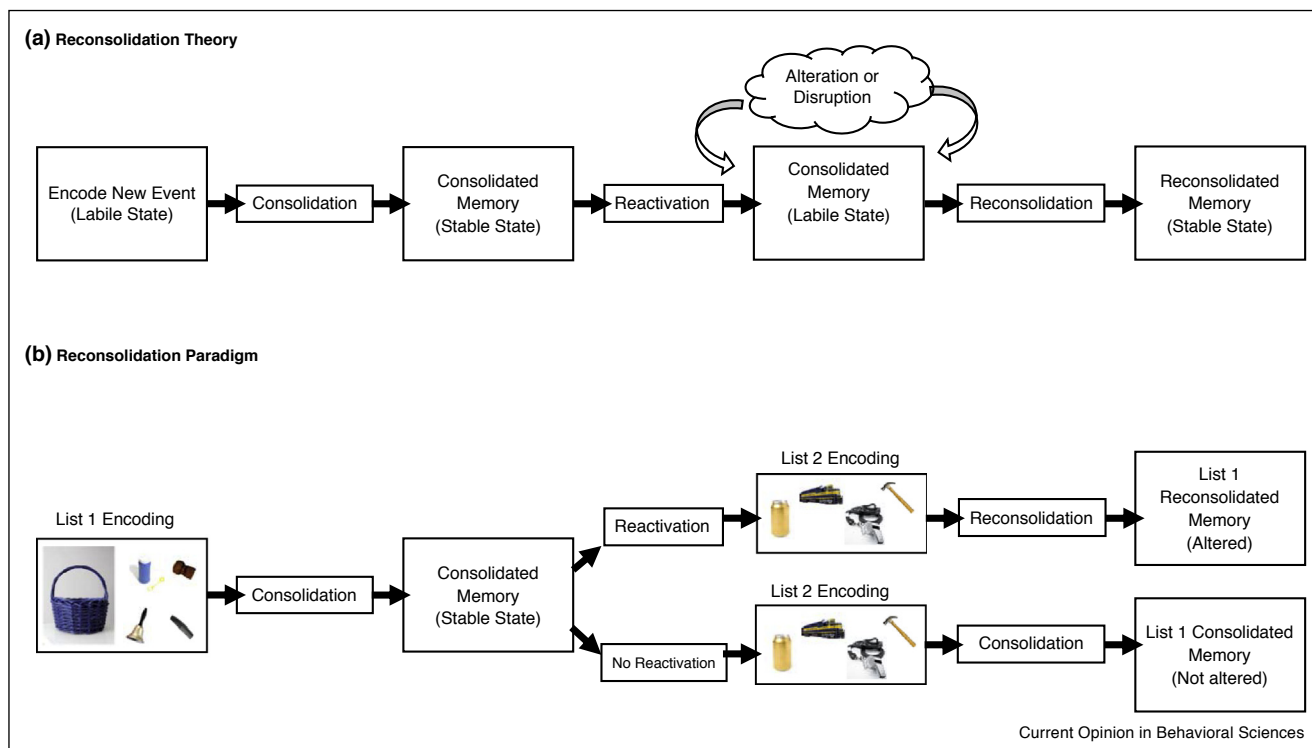 (a) Reconsolidation Theory
Alteration or
Disruption
Encode New Event
(Labile State)
Consolidation
Consolidated
Memory
(Stable State)
Reactivation
Consolidated
Memory
(Labile State)
Reconsolidation
Reconsolidated
Memory
(Stable State)
(b) Reconsolidation Paradigm
List 1 Encoding
Consolidation
Consolidated
Memory
(Stable State)
Reactivation
List 2 Encoding
Reconsolidation
List 1
Reconsolidated
Memory
(Altered)
No Reactivation
List 2 Encoding
Consolidation
List 1 Consolidated
Memory
(Not altered)
Current Opinion in Behavioral Sciences